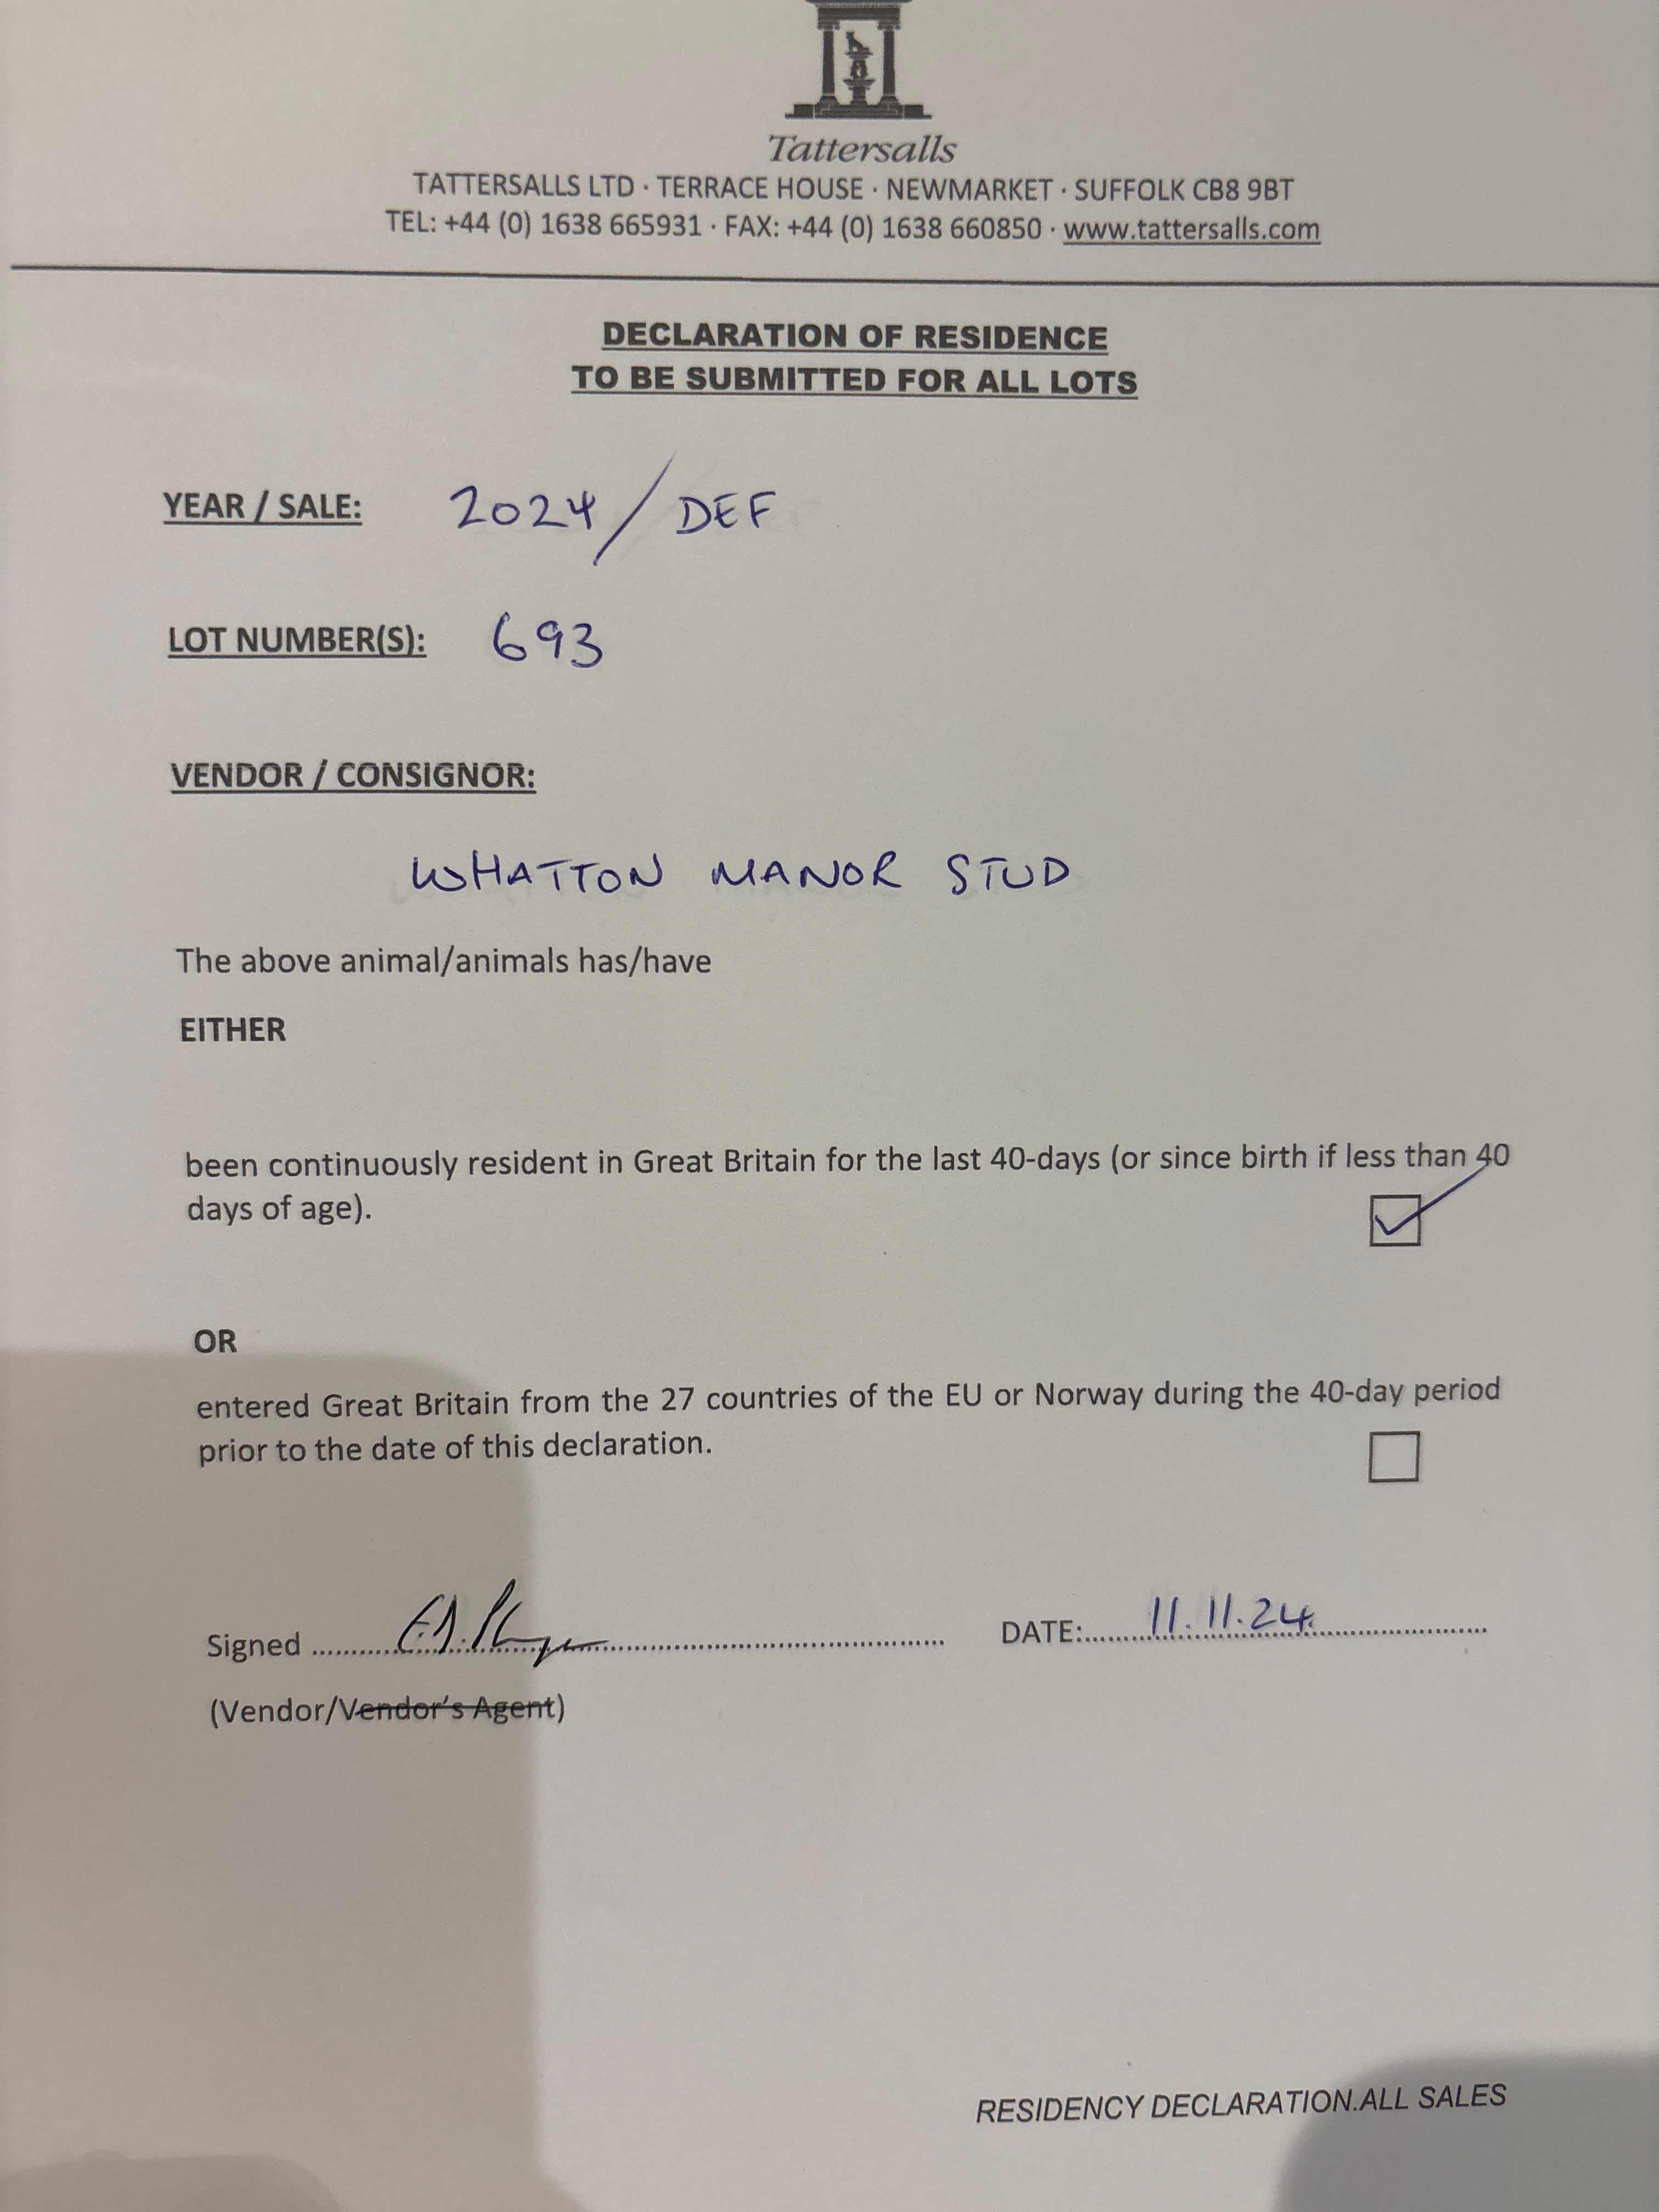 Tattersalls
TATTERSALLS LTD · TERRACE HOUSE · NEWMARKET · SUFFOLK CB8 9BT
TEL: +44 (0) 1638 665931 · FAX: +44 (0) 1638 660850 · www.tattersalls.com
DECLARATION OF RESIDENCE
TO BE SUBMITTED FOR ALL LOTS
YEAR / SALE: 2024 / DEF
LOT NUMBER(S): 693
VENDOR / CONSIGNOR:
WHATTON MANOR STUD
The above animal/animals has/have
EITHER
been continuously resident in Great Britain for the last 40-days (or since birth if less than 40
days of age).
OR
entered Great Britain from the 27 countries of the EU or Norway during the 40-day period
prior to the date of this declaration.
Signed DATE: 11.11.24.
(Vendor/Vendor's Agent)
RESIDENCY DECLARATION.ALL SALES